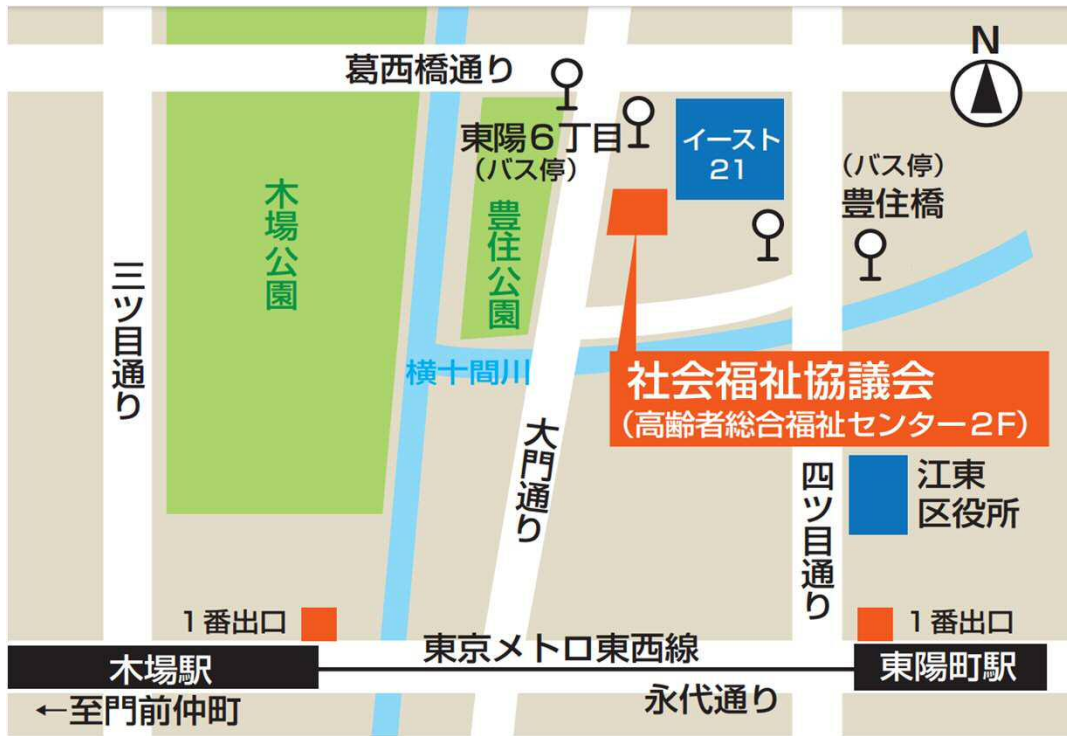 葛西橋通り
N
東陽6丁目
(バス停)
イースト
21
(バス停)
豊住橋
木場公園
豊住公園
三ツ目通り
横十間川
社会福祉協議会
(高齢者総合福祉センター2F)
大門通り
四ツ目通り
江東
区役所
1番出口
1番出口
東京メトロ東西線
木場駅
東陽町駅
←至門前仲町
永代通り